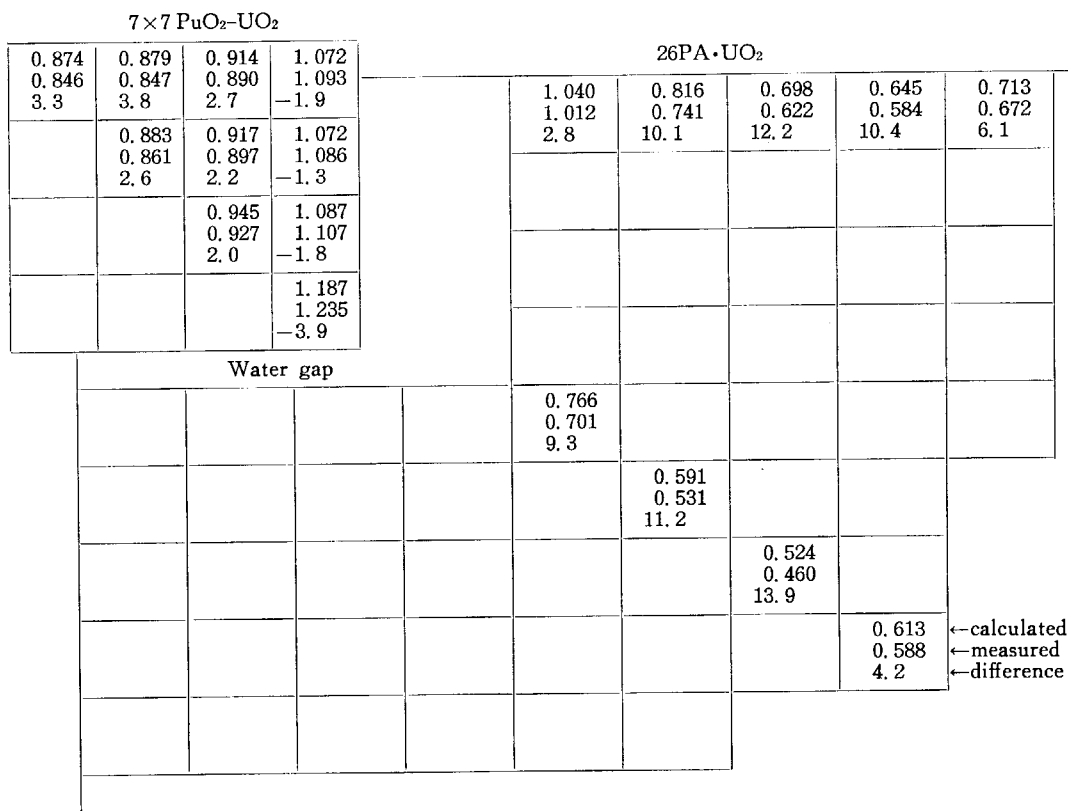 7×7 PuO₂-UO₂
0.874 0.879 0.914 1.072
0.846 0.847 0.890 1.093
3.3 3.8 2.7 -1.9
0.883 0.917 1.072
0.861 0.897 1.086
2.6 2.2 -1.3
0.945 1.087
0.927 1.107
2.0 -1.8
1.187
1.235
-3.9
26PA·UO₂
1.040 0.816 0.698 0.645 0.713
1.012 0.741 0.622 0.584 0.672
2.8 10.1 12.2 10.4 6.1
Water gap
0.766
0.701
9.3
0.591
0.531
11.2
0.524
0.460
13.9
0.613 ←calculated
0.588 ←measured
4.2 ←difference